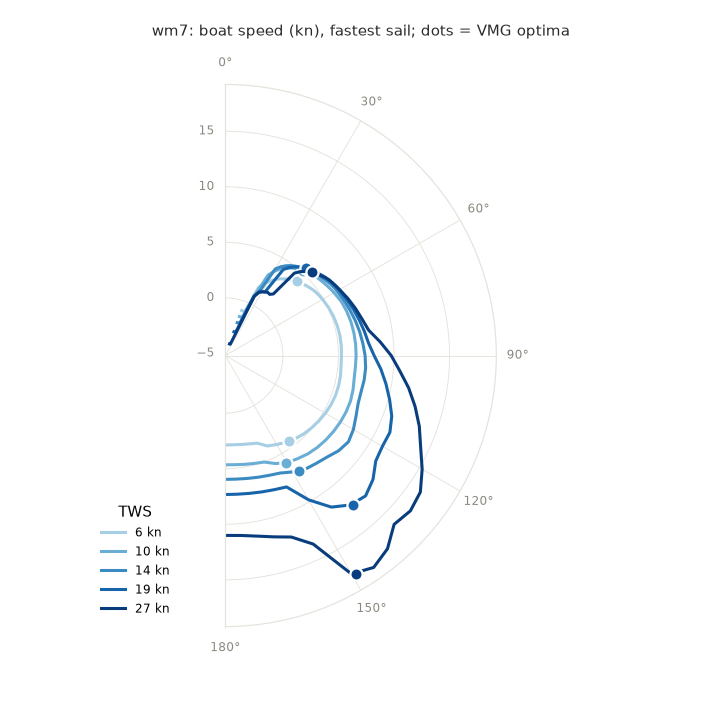 wm7: boat speed (kn), fastest sail; dots = VMG optima
0°
30°
15
10
60°
5
0
−5
90°
120°
TWS
6 kn
10 kn
14 kn
19 kn
27 kn
150°
180°